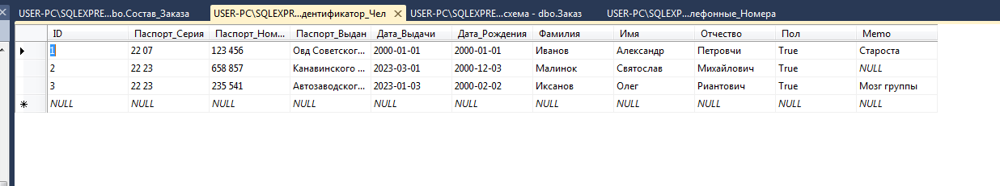 USER-PC\SQLEXPRE...bo.Состав_Заказа USER-PC\SQLEXPR...дентификатор_Чел USER-PC\SQLEXPRE...схема - dbo.Заказ USER-PC\SQLEXP...лефонные_Номера
ID Паспорт_Серия Паспорт_Ном... Паспорт_Выдан Дата_Выдачи Дата_Рождения Фамилия Имя Отчество Пол Memo
1 22 07 123 456 Овд Советског... 2000-01-01 2000-01-01 Иванов Александр Петровчи True Староста
2 22 23 658 857 Канавинского ... 2023-03-01 2000-12-03 Малинок Святослав Михайлович True NULL
3 22 23 235 541 Автозаводског... 2023-01-03 2000-02-02 Иксанов Олег Риантович True Мозг группы
NULL NULL NULL NULL NULL NULL NULL NULL NULL NULL NULL